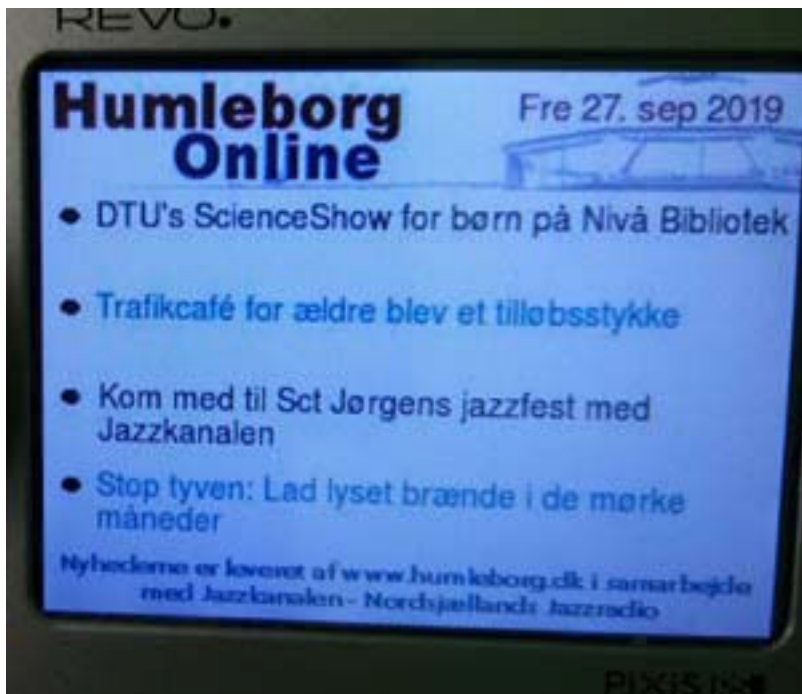 REVO.
Humleborg
Online
Fre 27. sep 2019
• DTU's ScienceShow for børn på Nivå Bibliotek
• Trafikcafé for ældre blev et tilløbsstykke
• Kom med til Sct Jørgens jazzfest med
Jazzkanalen
• Stop tyven: Lad lyset brænde i de mørke
måneder
Nyhederne er leveret af www.humleborg.dk i samarbejde
med Jazzkanalen - Nordsjællands Jazzradio
PIXIS